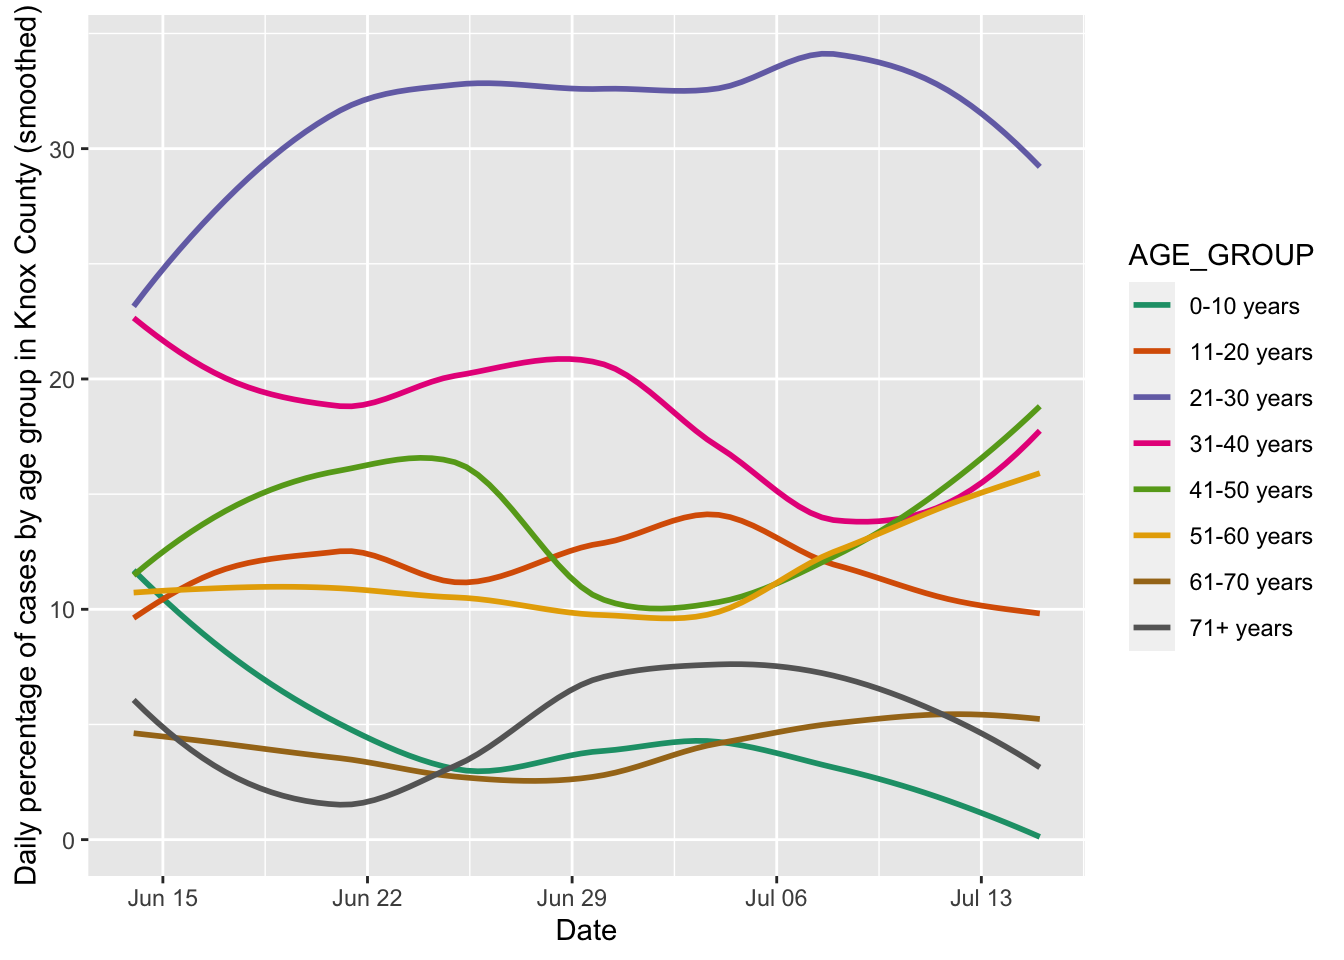 Daily percentage of cases by age group in Knox County (smoothed)
30
20
10
0
Jun 15 Jun 22 Jun 29 Jul 06 Jul 13
Date
AGE_GROUP
0-10 years
11-20 years
21-30 years
31-40 years
41-50 years
51-60 years
61-70 years
71+ years